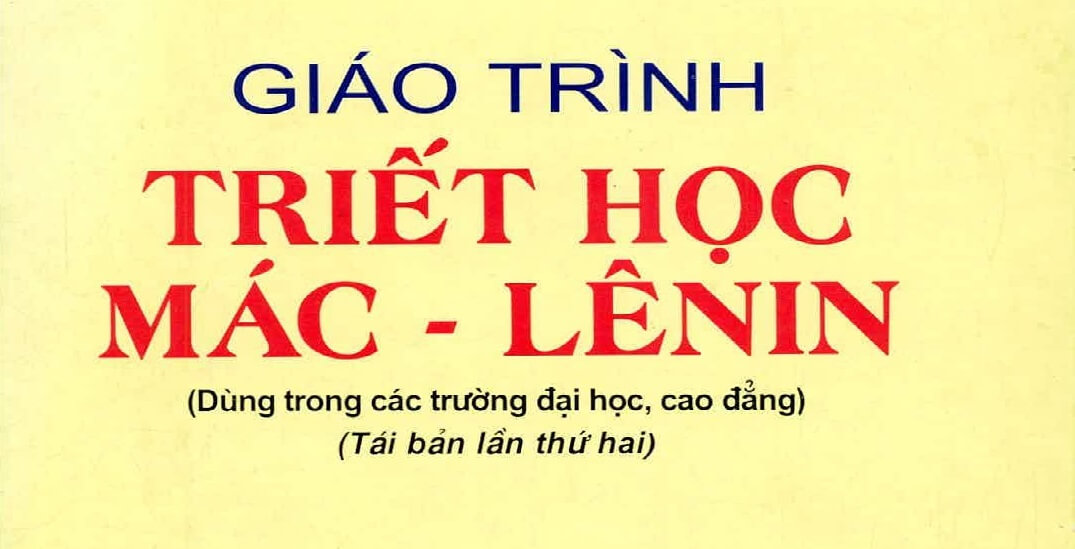 GIÁO TRÌNH
TRIẾT HỌC
MÁC - LÊNIN
(Dùng trong các trường đại học, cao đẳng)
(Tái bản lần thứ hai)